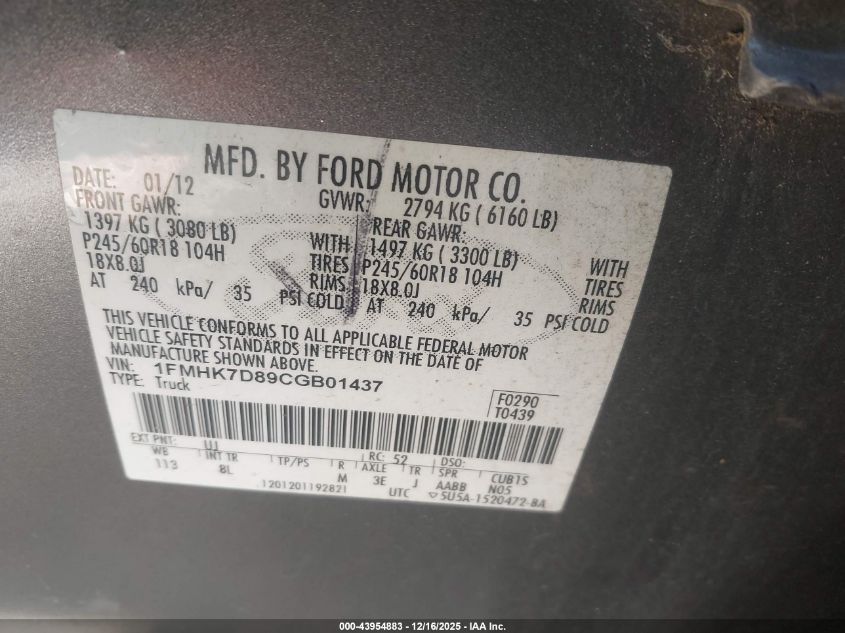 MFD. BY FORD MOTOR CO.
DATE: 01/12 GVWR: 2794 KG ( 6160 LB)
FRONT GAWR: REAR GAWR:
1397 KG ( 3080 LB) WITH 1497 KG ( 3300 LB) WITH
P245/60R18 104H TIRES P245/60R18 104H TIRES
18X8.0J RIMS 18X8.0J RIMS
AT 240 kPa/ 35 PSI COLD AT 240 kPa/ 35 PSI COLD
THIS VEHICLE CONFORMS TO ALL APPLICABLE FEDERAL MOTOR
VEHICLE SAFETY STANDARDS IN EFFECT ON THE DATE OF
MANUFACTURE SHOWN ABOVE.
VIN: 1FMHK7D89CGB01437
TYPE: Truck
F0290
T0439
EXT PNT: UJ RC: 52 DSO:
WB INT TR TP/PS R AXLE TR SPR CUB1S
113 8L M 3E J AABB N05
1201201192821 UTC ▽5U5A-1520472-BA
000-43954883 - 12/16/2025 - IAA Inc.